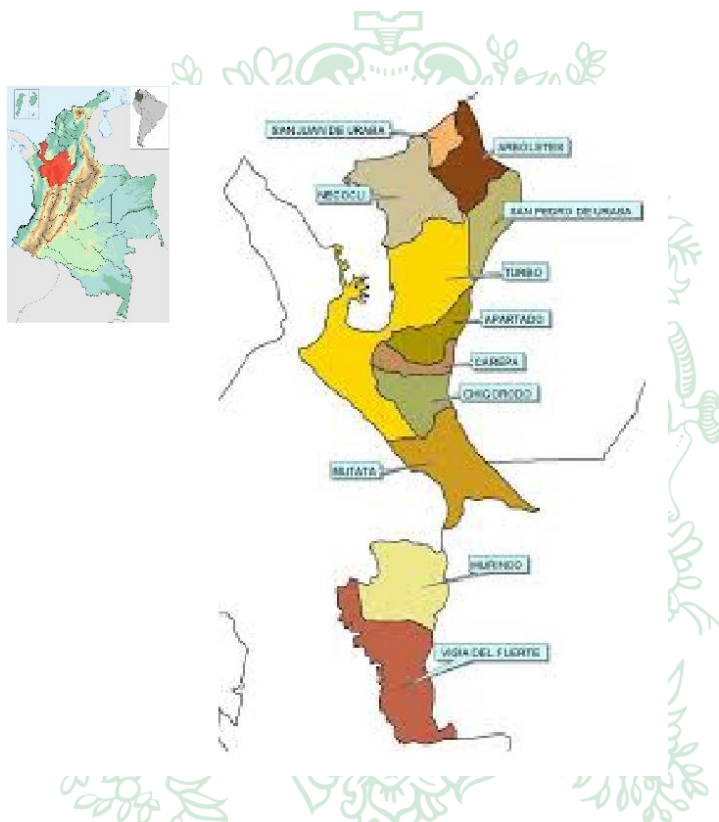 SAN JUAN DE URABA
ARBOLETES
NECOCLI
SAN PEDRO DE URABA
TURBO
APARTADO
CAREPA
CHIGORODO
MUTATA
MURINDO
VIGIA DEL FUERTE